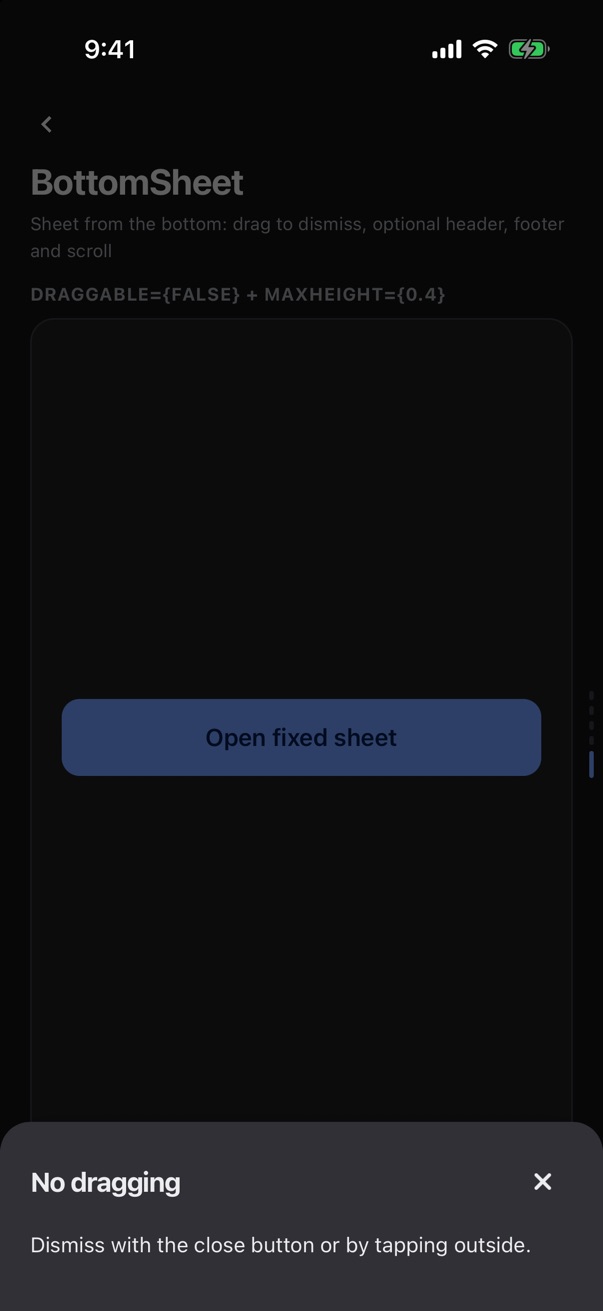 9:41
BottomSheet
Sheet from the bottom: drag to dismiss, optional header, footer
and scroll
DRAGGABLE={FALSE} + MAXHEIGHT={0.4}
Open fixed sheet
No dragging
Dismiss with the close button or by tapping outside.